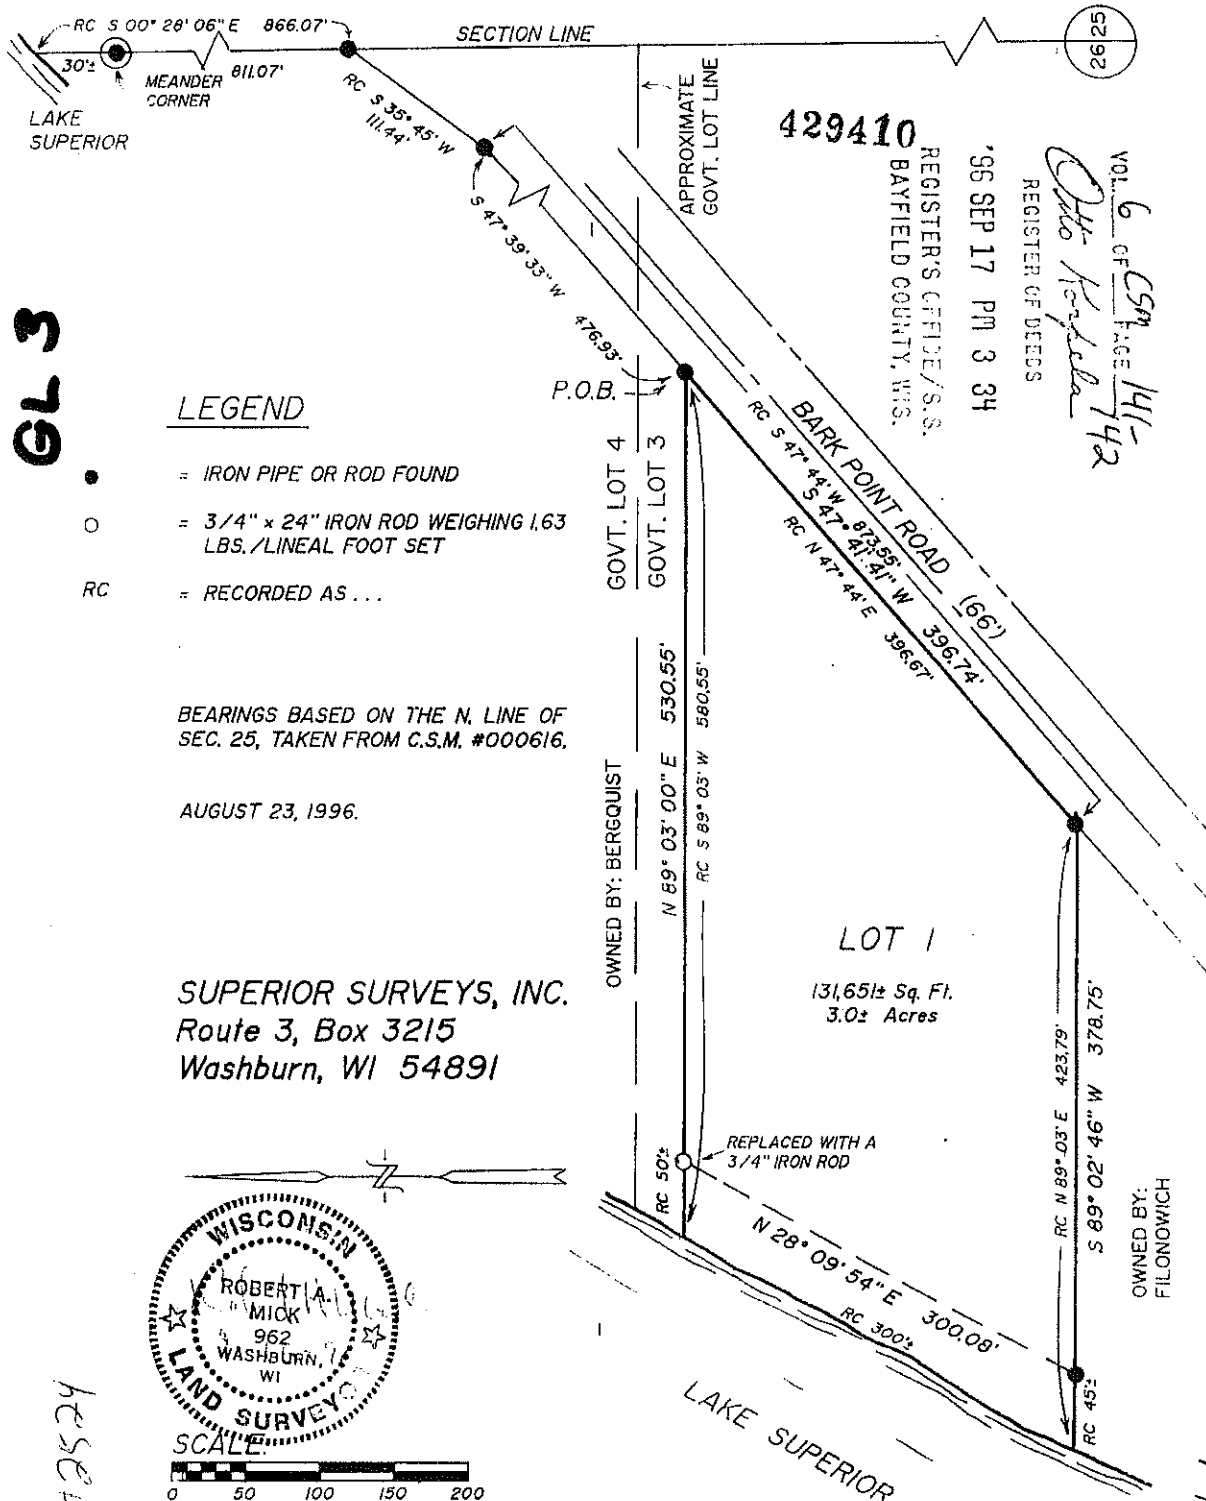 RC S 00° 28' 06" E 866.07'
SECTION LINE
26 25
30'±
MEANDER
CORNER
811.07'
LAKE
SUPERIOR
RC S 35° 45' W
111.44'
APPROXIMATE
GOVT. LOT LINE
429410
REGISTER'S OFFICE/S.S.
BAYFIELD COUNTY, WIS.
'96 SEP 17 PM 3 34
REGISTER OF DEEDS
VOL. 6 OF CSM PAGE 141-
142
Otto Korpela
S 47° 39' 33" W 476.93'
GL 3
P.O.B.
LEGEND
= IRON PIPE OR ROD FOUND
= 3/4" x 24" IRON ROD WEIGHING 1.63
LBS./LINEAL FOOT SET
RC = RECORDED AS ...
GOVT. LOT 4
GOVT. LOT 3
BARK POINT ROAD (66')
RC S 47° 44' W 873.55'
S 47° 41' 41" W 396.74'
RC N 47° 44' E 396.67'
BEARINGS BASED ON THE N. LINE OF
SEC. 25, TAKEN FROM C.S.M. #000616.
AUGUST 23, 1996.
OWNED BY: BERGQUIST
N 89° 03' 00" E 530.55'
RC S 89° 03' W 580.55'
LOT 1
131,651± Sq. Ft.
3.0± Acres
RC N 89° 03' E 423.79'
S 89° 02' 46" W 378.75'
SUPERIOR SURVEYS, INC.
Route 3, Box 3215
Washburn, WI 54891
REPLACED WITH A
3/4" IRON ROD
RC 50'±
N 28° 09' 54" E 300.08'
RC 300'±
OWNED BY:
FILONOWICH
RC 45'±
WISCONSIN
ROBERT A.
MICK
962
WASHBURN,
WI
LAND SURVEYOR
LAKE SUPERIOR
SCALE:
0 50 100 150 200